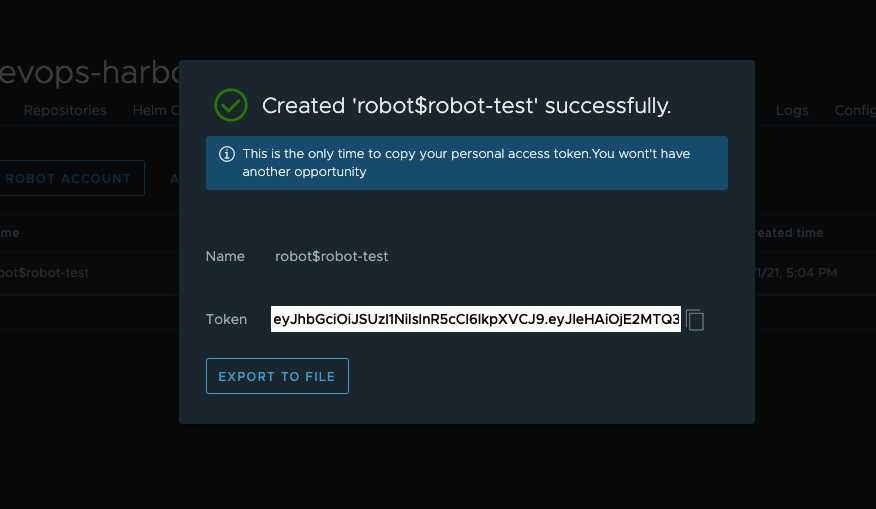 evops-harbo
Repositories Helm C Logs Config
Created 'robot$robot-test' successfully.
This is the only time to copy your personal access token.You wont't have
another opportunity
ROBOT ACCOUNT A
me reated time
Name robot$robot-test
bot$robot-test /1/21, 5:04 PM
Token eyJhbGciOiJSUzI1NiIsInR5cCI6IkpXVCJ9.eyJleHAiOjE2MTQ3
EXPORT TO FILE